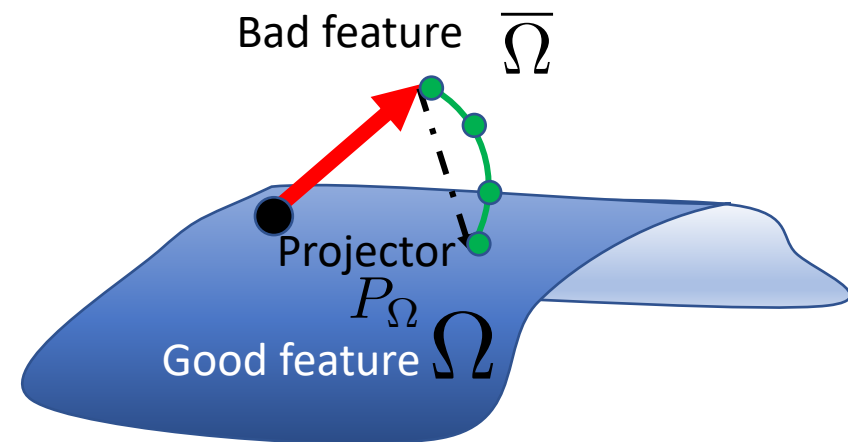 Bad feature $\overline{\Omega}$
Projector
$P_{\Omega}$
Good feature $\Omega$